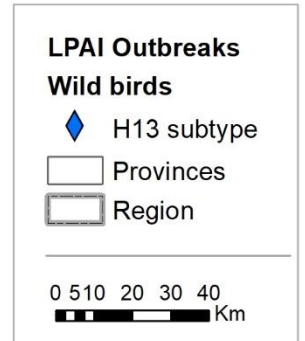 LPAI Outbreaks
Wild birds
H13 subtype
Provinces
Region
0 510 20 30 40
Km